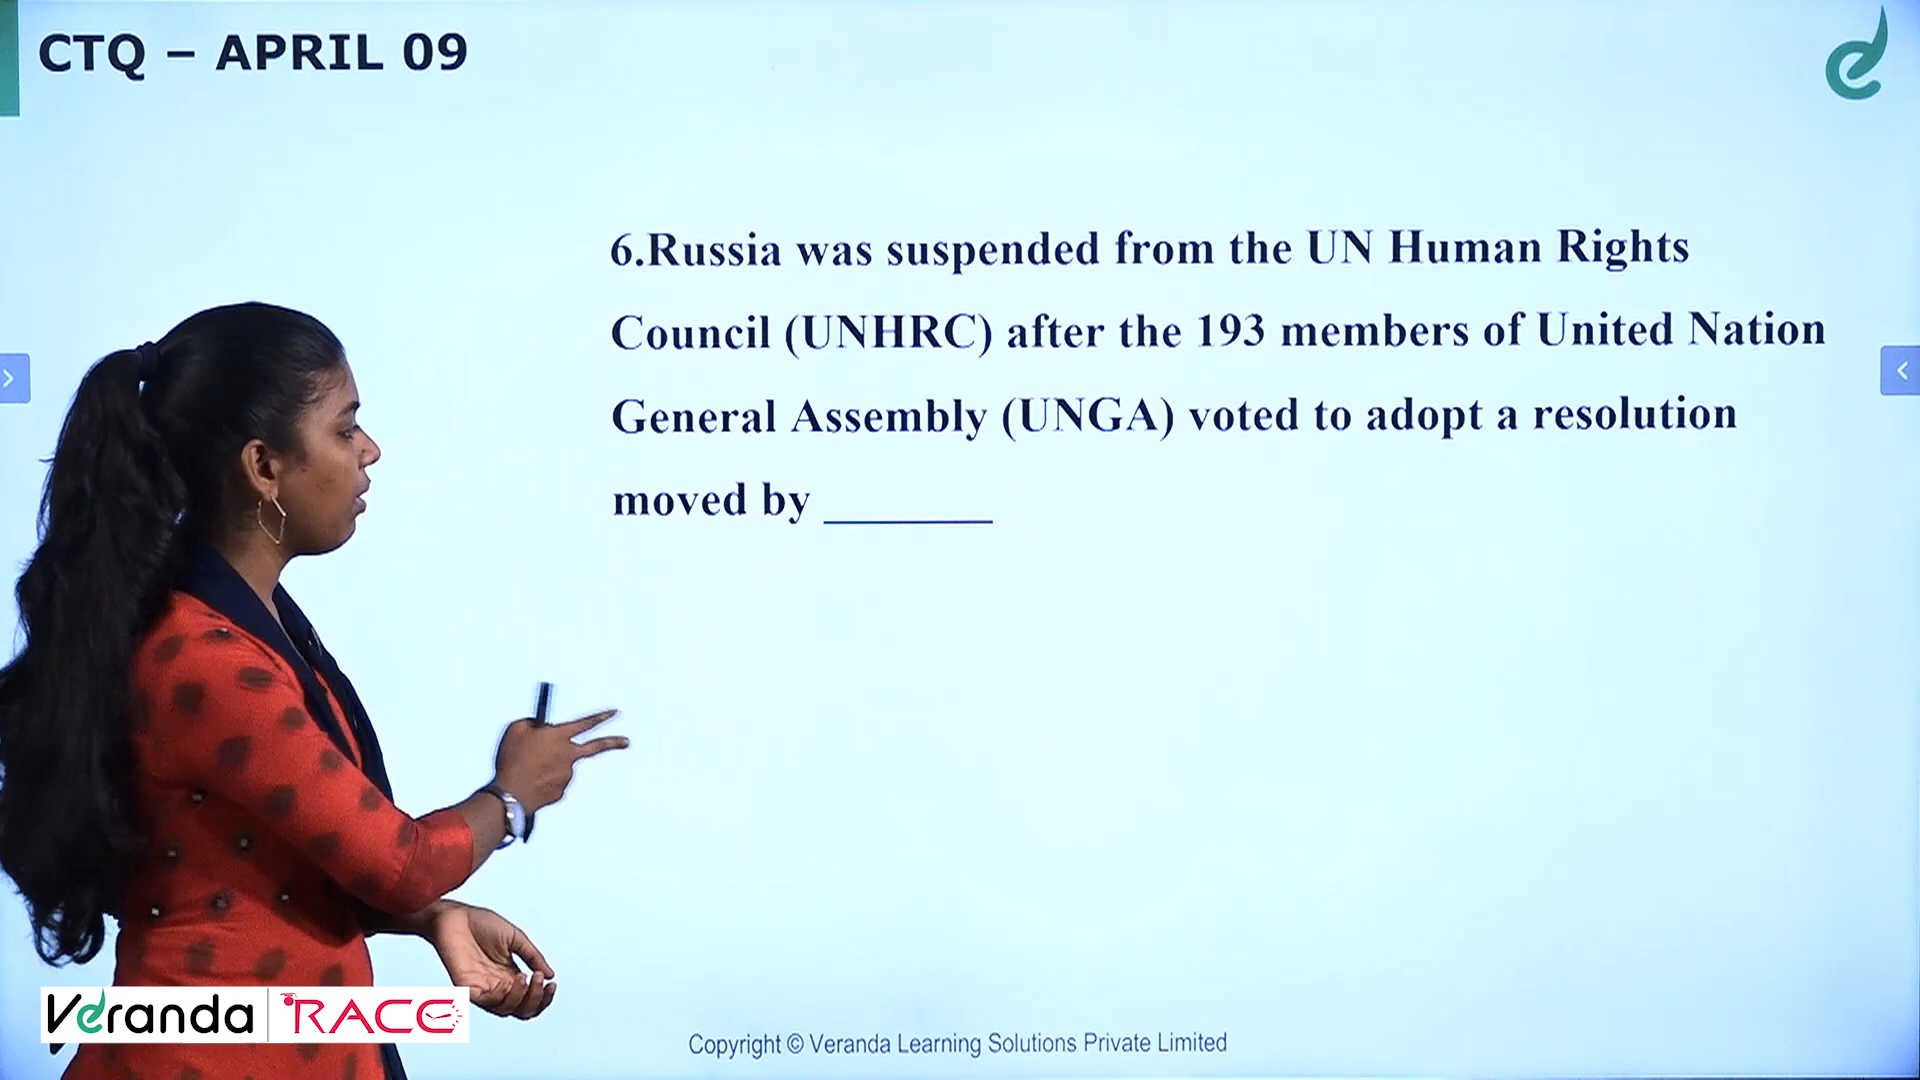 CTQ – APRIL 09
6.Russia was suspended from the UN Human Rights
Council (UNHRC) after the 193 members of United Nation
General Assembly (UNGA) voted to adopt a resolution
moved by ________
Veranda RACE
Copyright © Veranda Learning Solutions Private Limited